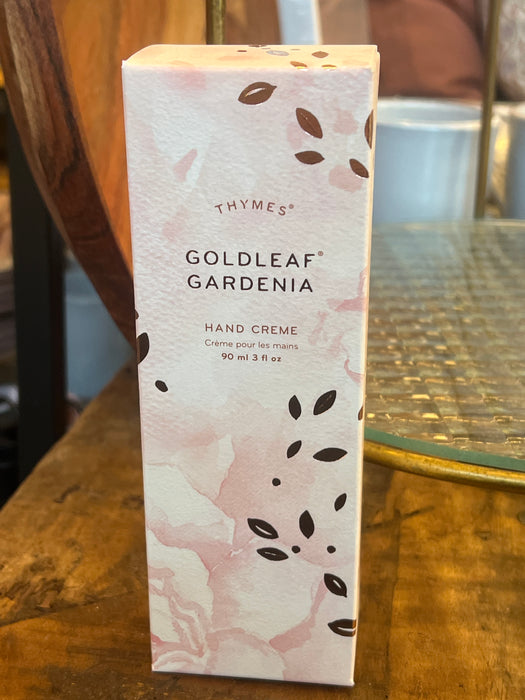 THYMES®
GOLDLEAF®
GARDENIA
HAND CREME
Crème pour les mains
90 ml 3 fl oz